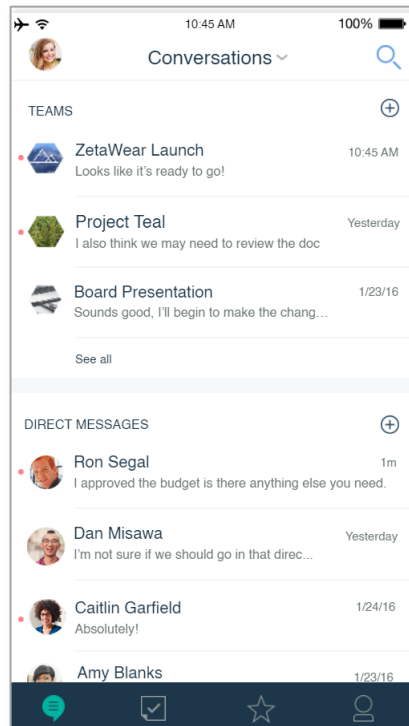 10:45 AM
100%
Conversations
TEAMS
ZetaWear Launch
10:45 AM
Looks like it's ready to go!
Project Teal
Yesterday
I also think we may need to review the doc
Board Presentation
1/23/16
Sounds good, I'll begin to make the chang...
See all
DIRECT MESSAGES
Ron Segal
1m
I approved the budget is there anything else you need.
Dan Misawa
Yesterday
I'm not sure if we should go in that direc...
Caitlin Garfield
1/24/16
Absolutely!
Amy Blanks
1/23/16